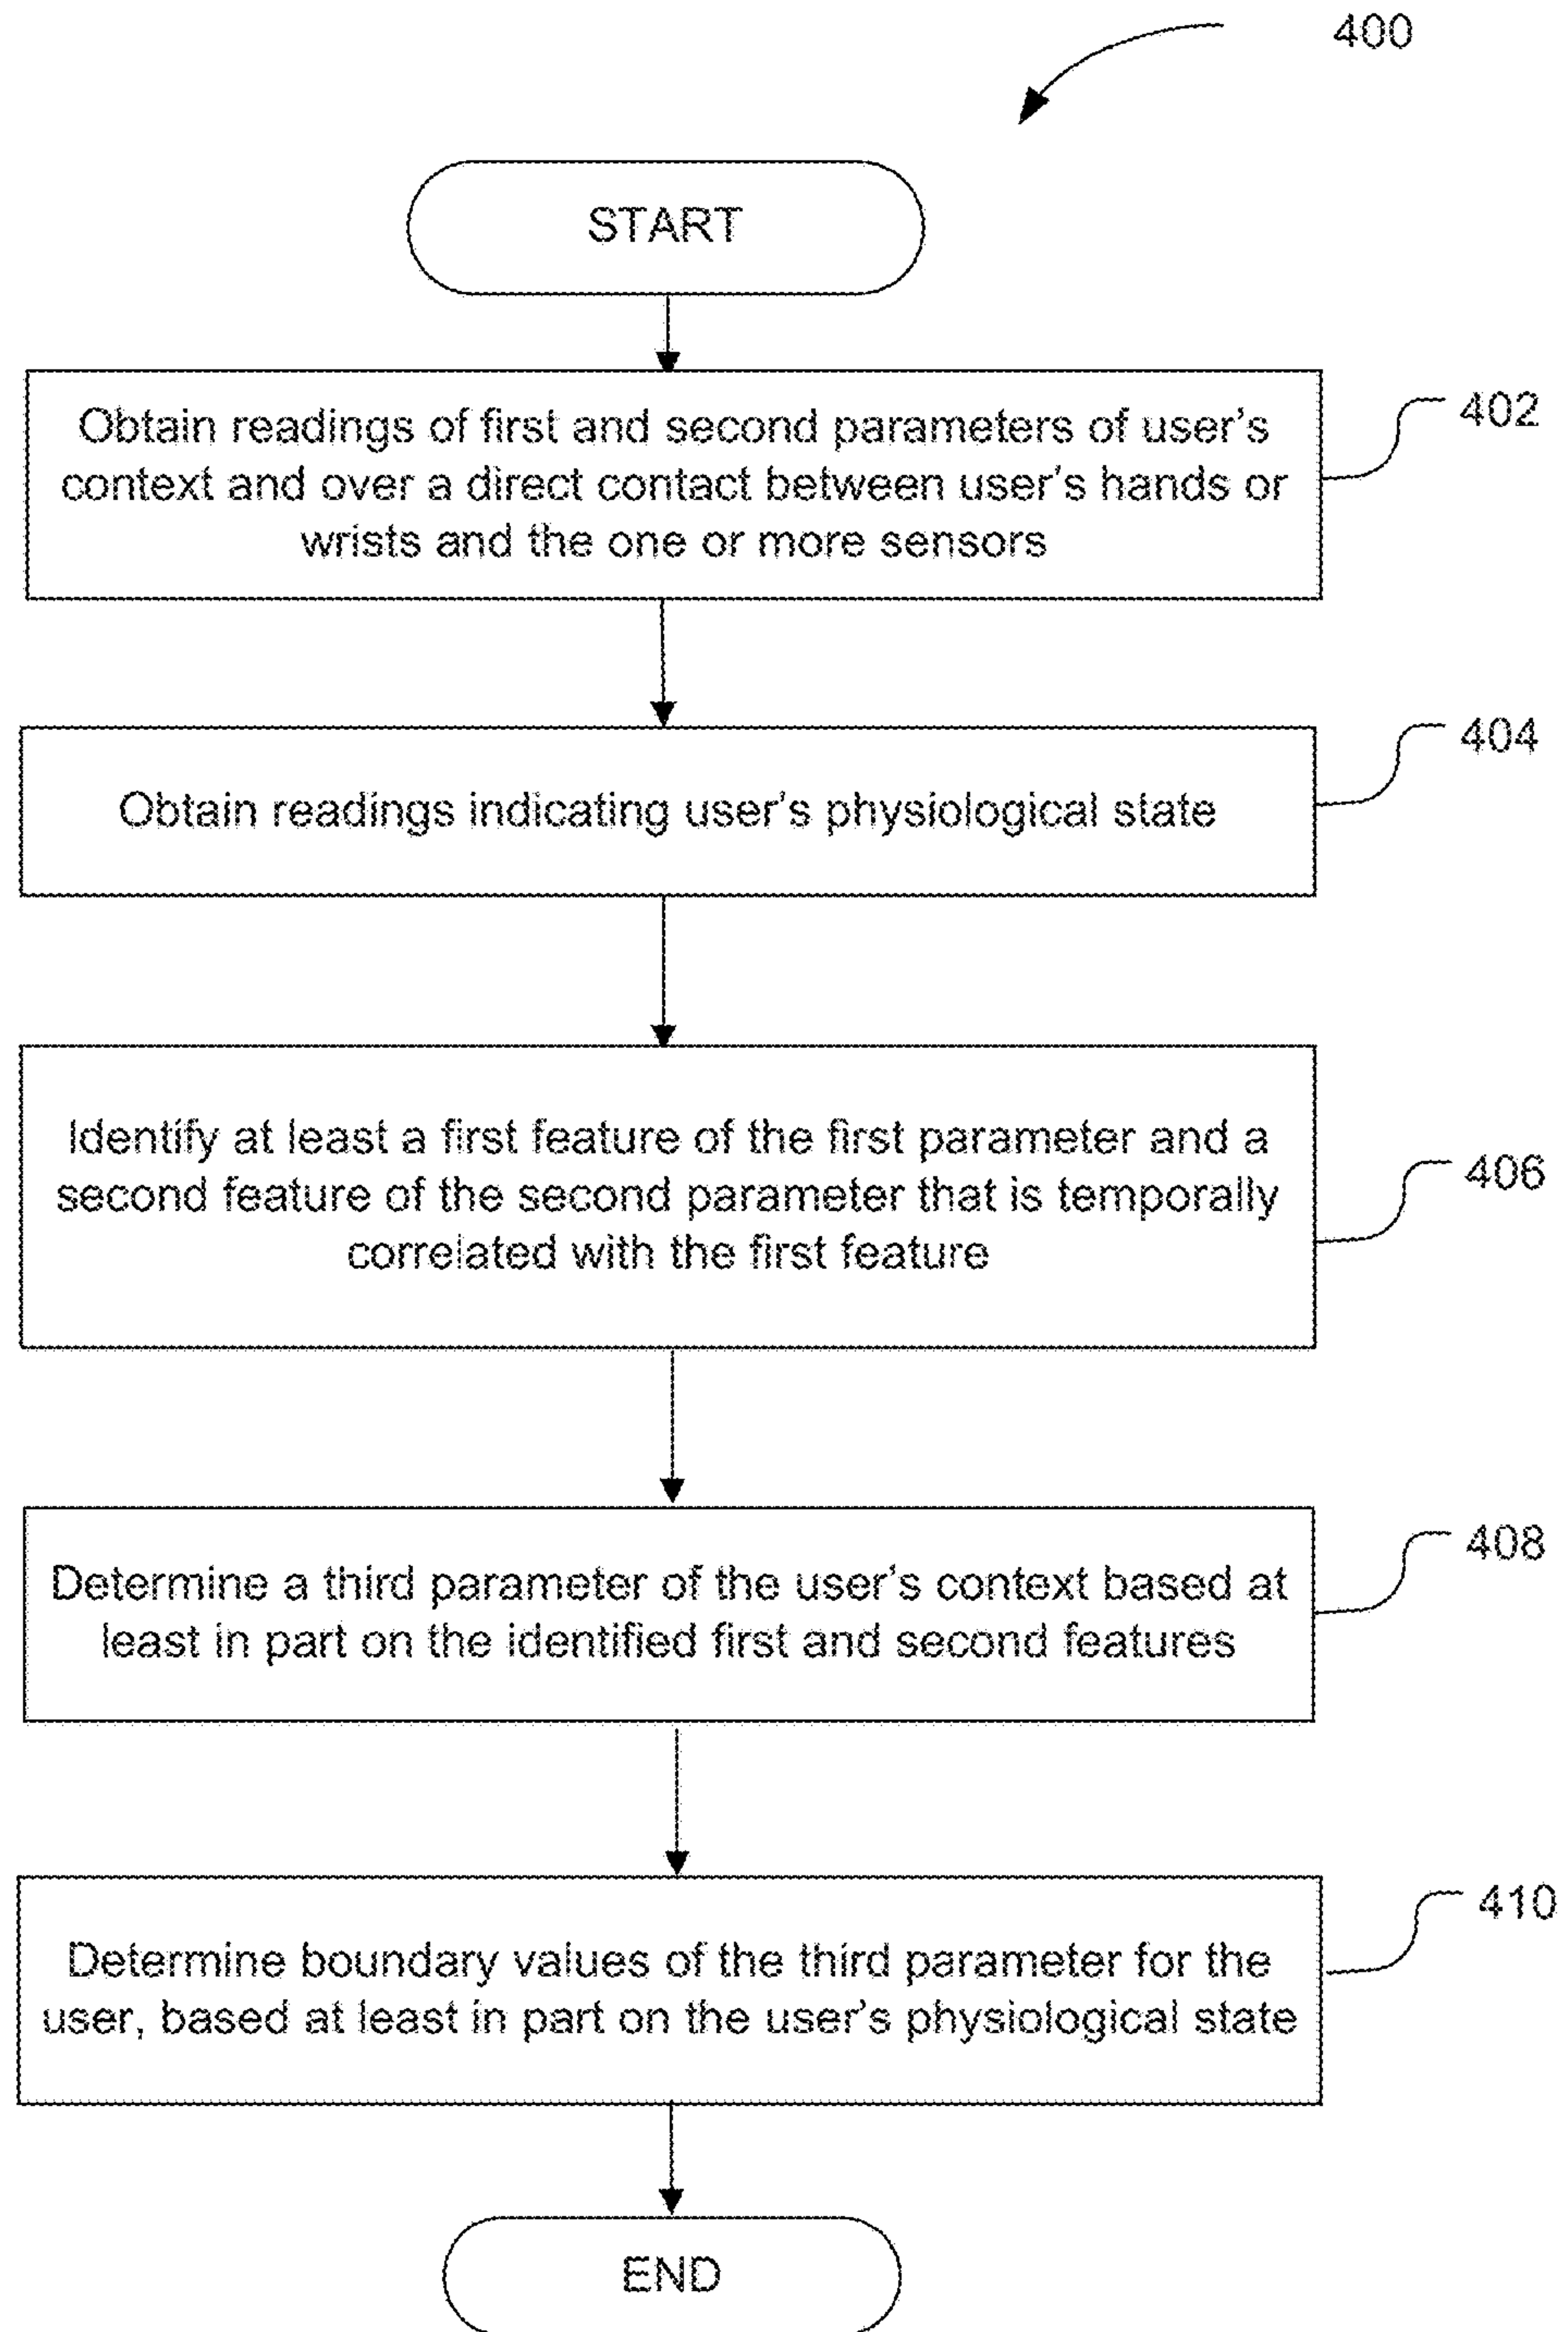 400
START
Obtain readings of first and second parameters of user's
context and over a direct contact between user's hands or
wrists and the one or more sensors
402
Obtain readings indicating user's physiological state
404
Identify at least a first feature of the first parameter and a
second feature of the second parameter that is temporally
correlated with the first feature
406
Determine a third parameter of the user's context based at
least in part on the identified first and second features
408
Determine boundary values of the third parameter for the
user, based at least in part on the user's physiological state
410
END